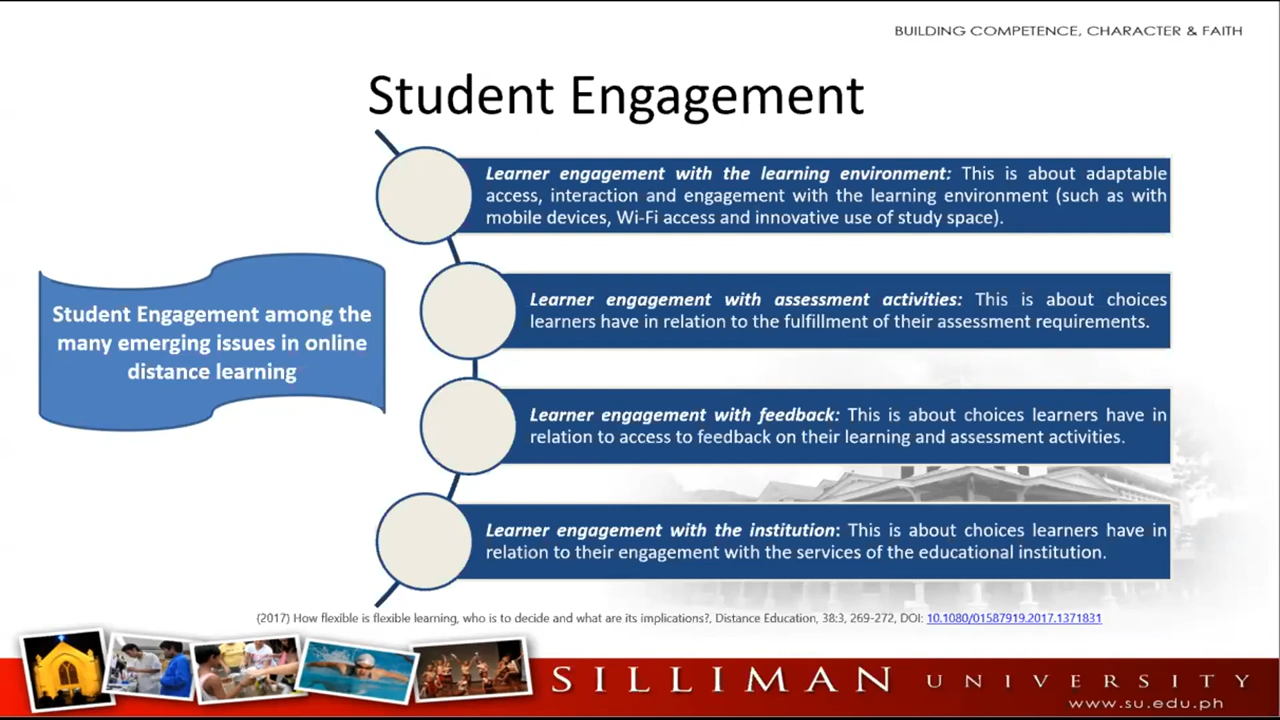 BUILDING COMPETENCE, CHARACTER & FAITH
Student Engagement
Student Engagement among the
many emerging issues in online
distance learning
Learner engagement with the learning environment: This is about adaptable
access, interaction and engagement with the learning environment (such as with
mobile devices, Wi-Fi access and innovative use of study space).
Learner engagement with assessment activities: This is about choices
learners have in relation to the fulfillment of their assessment requirements.
Learner engagement with feedback: This is about choices learners have in
relation to access to feedback on their learning and assessment activities.
Learner engagement with the institution: This is about choices learners have in
relation to their engagement with the services of the educational institution.
(2017) How flexible is flexible learning, who is to decide and what are its implications?, Distance Education, 38:3, 269-272, DOI: 10.1080/01587919.2017.1371831
SILLIMAN UNIVERSITY
www.su.edu.ph